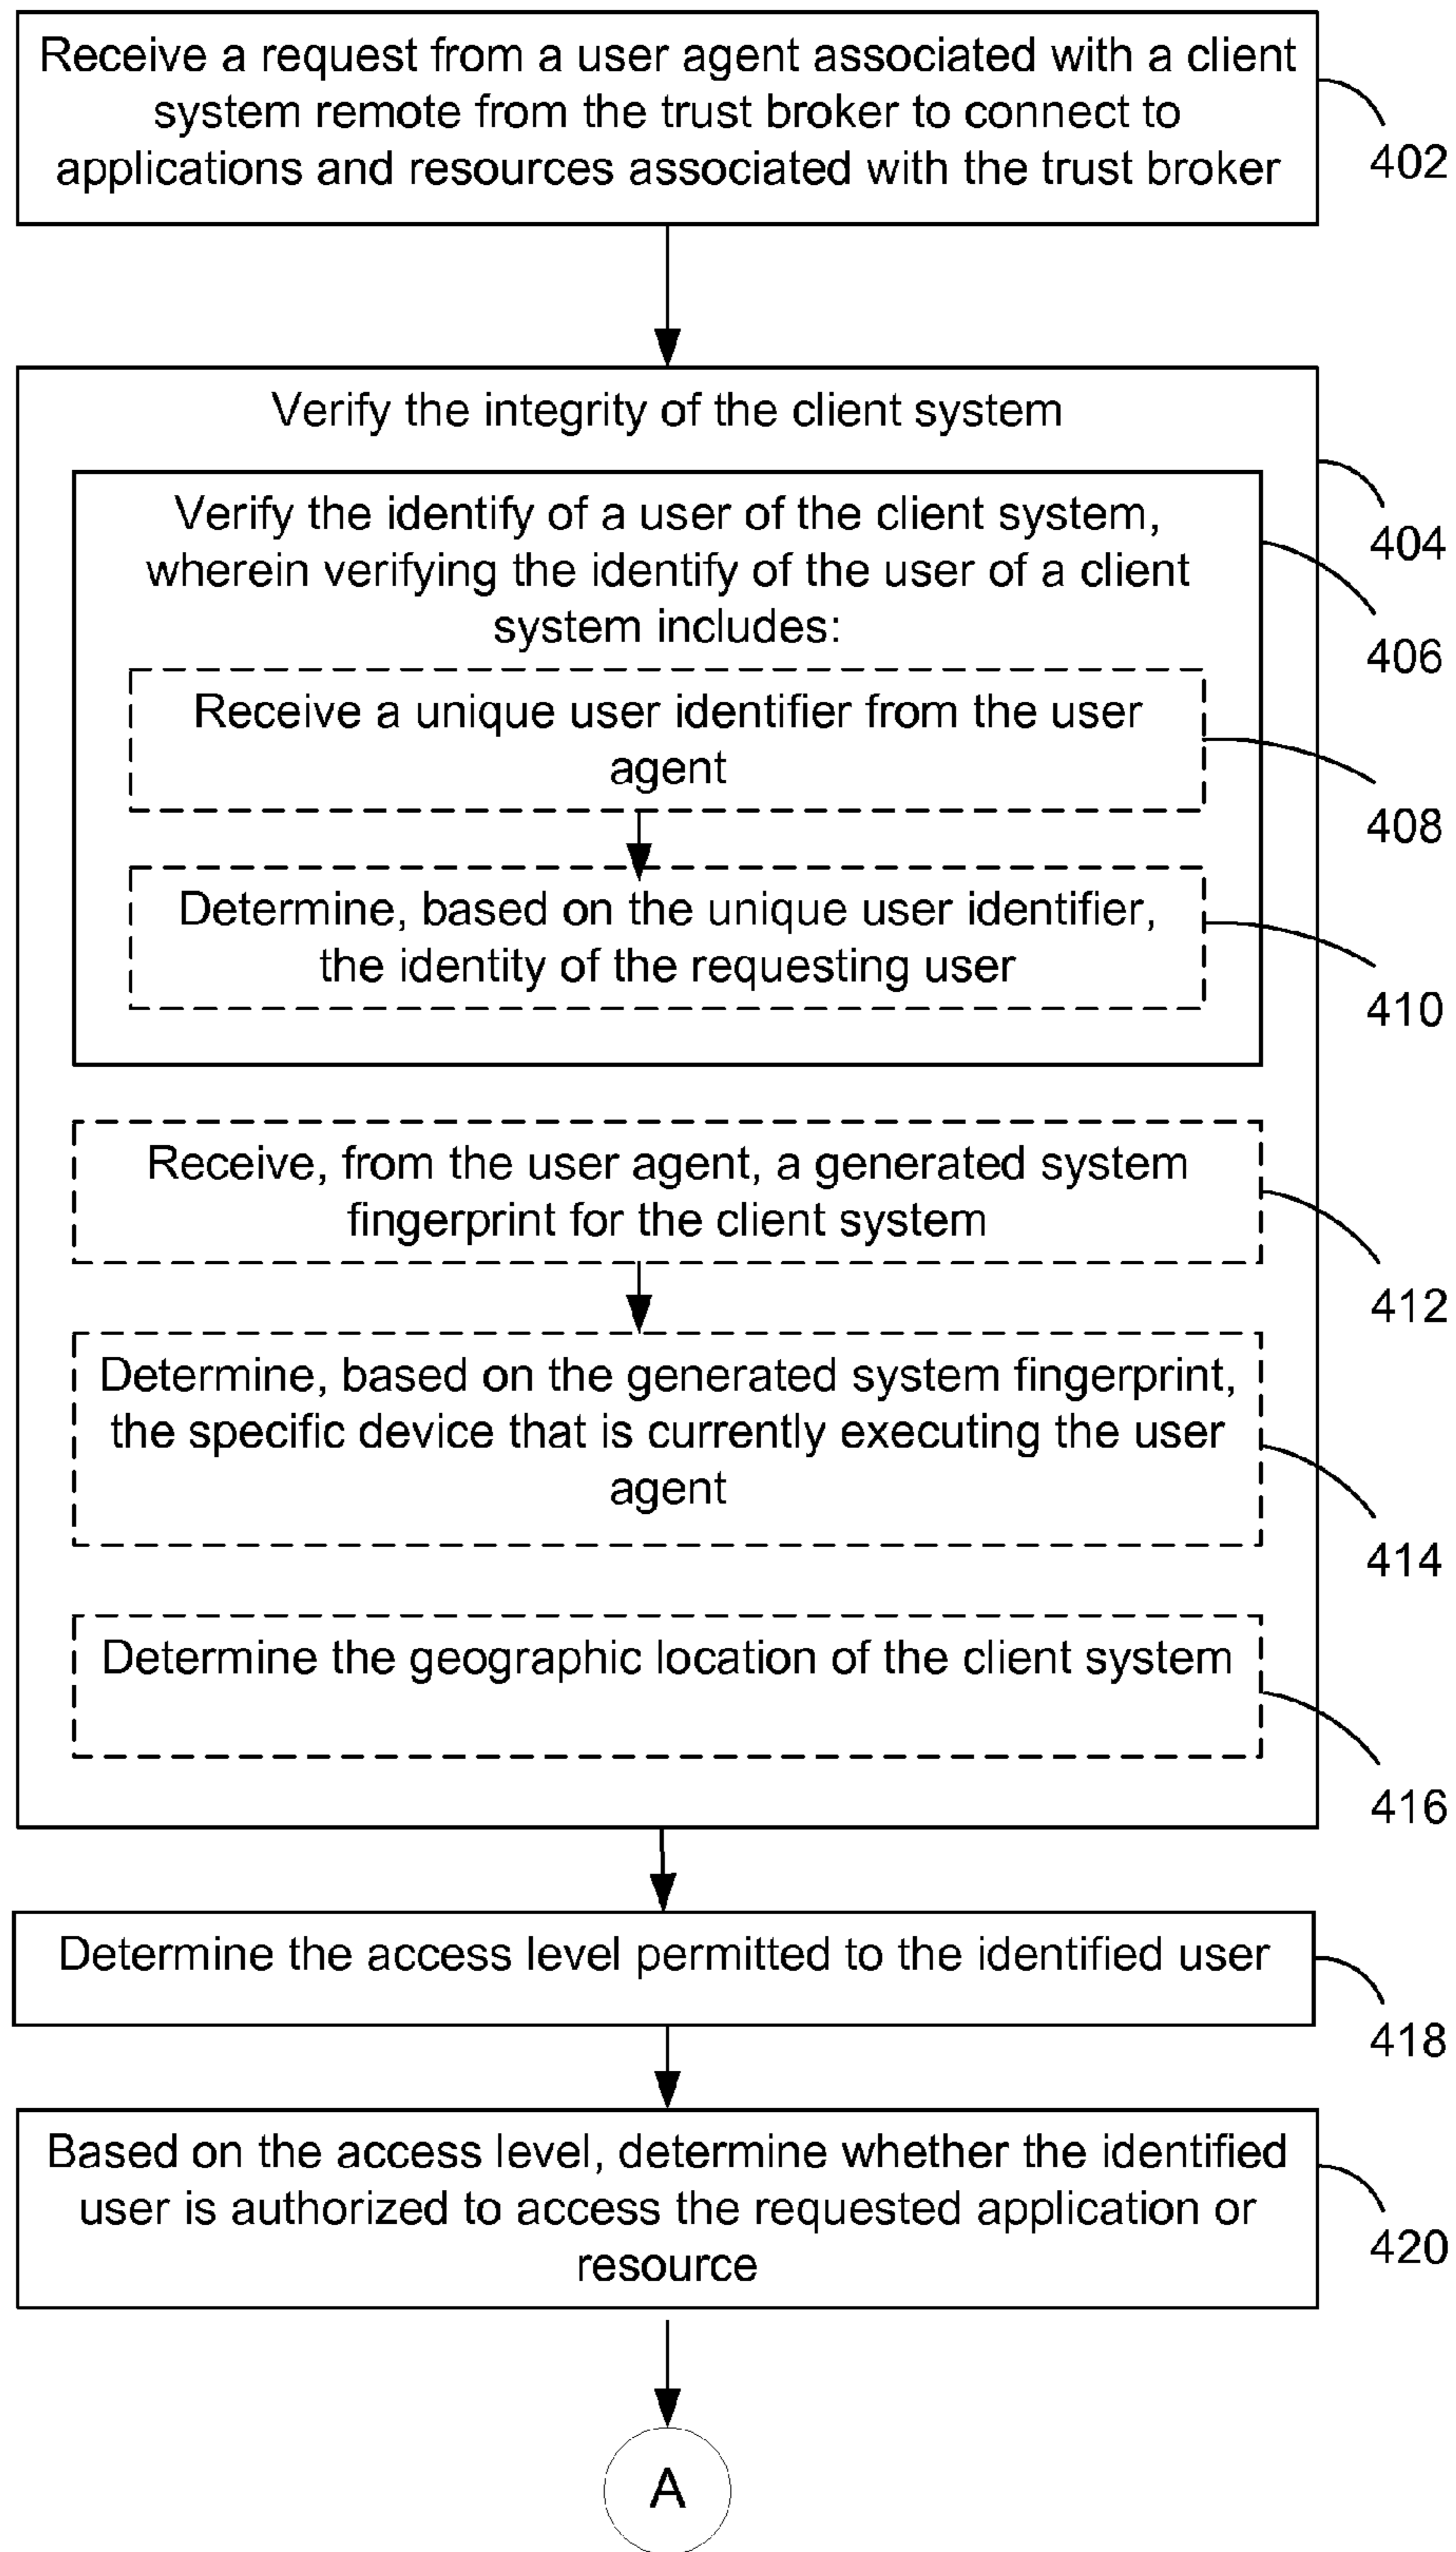 Receive a request from a user agent associated with a client
system remote from the trust broker to connect to
applications and resources associated with the trust broker
402
Verify the integrity of the client system
404
Verify the identify of a user of the client system,
wherein verifying the identify of the user of a client
system includes:
406
Receive a unique user identifier from the user
agent
408
Determine, based on the unique user identifier,
the identity of the requesting user
410
Receive, from the user agent, a generated system
fingerprint for the client system
412
Determine, based on the generated system fingerprint,
the specific device that is currently executing the user
agent
414
Determine the geographic location of the client system
416
Determine the access level permitted to the identified user
418
Based on the access level, determine whether the identified
user is authorized to access the requested application or
resource
420
A